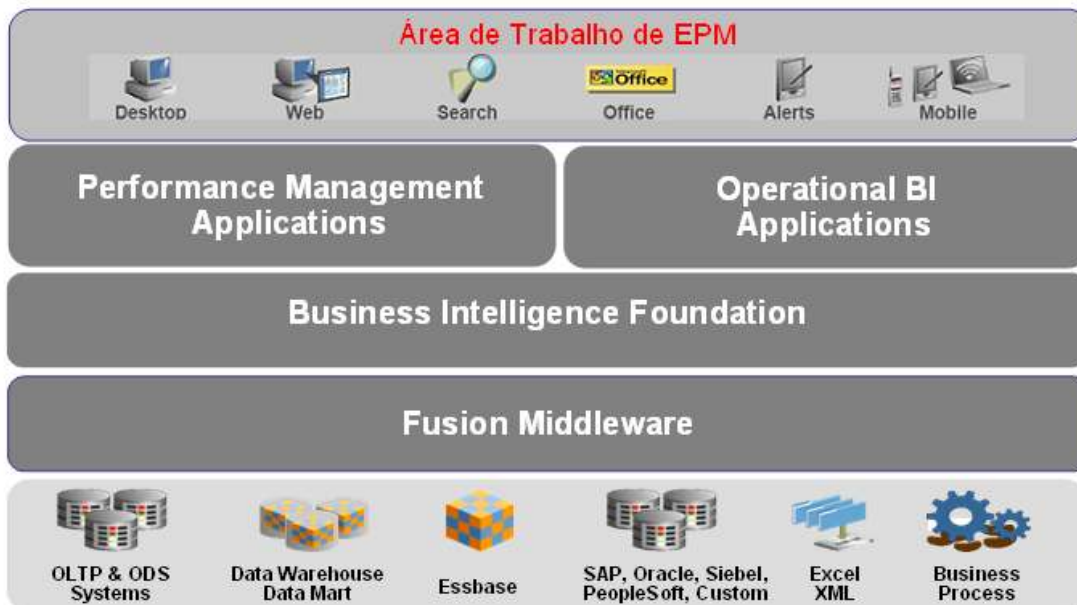 Área de Trabalho de EPM
Office
Desktop
Web
Search
Office
Alerts
Mobile
Performance Management
Applications
Operational BI
Applications
Business Intelligence Foundation
Fusion Middleware
OLTP & ODS
Systems
Data Warehouse
Data Mart
Essbase
SAP, Oracle, Siebel,
PeopleSoft, Custom
Excel
XML
Business
Process